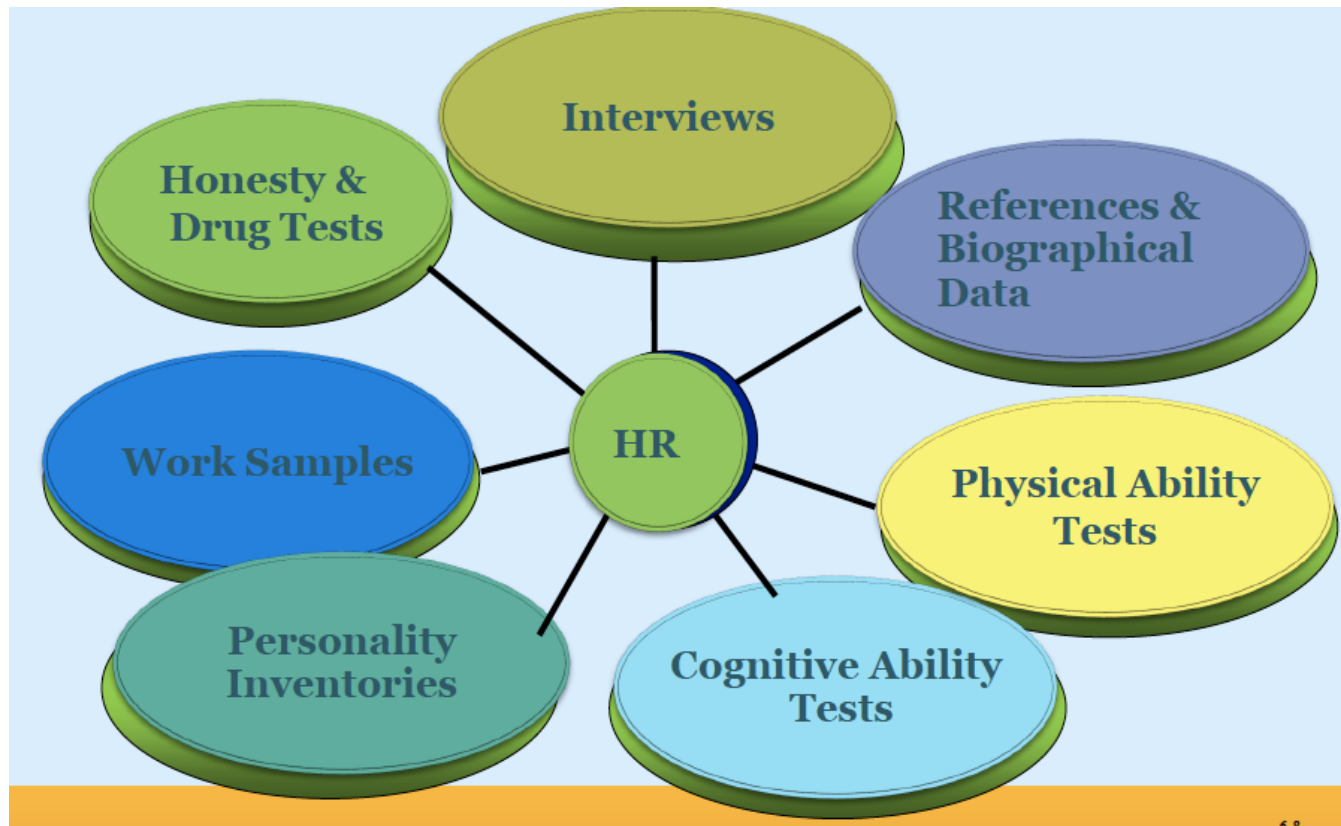 Interviews
Honesty &
Drug Tests
References &
Biographical
Data
HR
Work Samples
Physical Ability
Tests
Personality
Inventories
Cognitive Ability
Tests